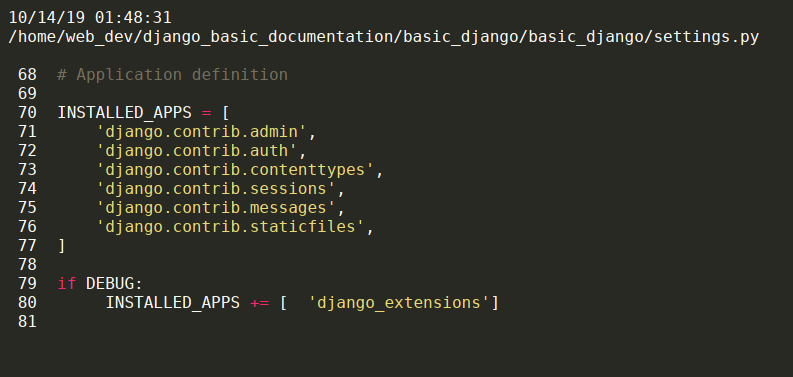 10/14/19 01:48:31
/home/web_dev/django_basic_documentation/basic_django/basic_django/settings.py
68 # Application definition
69
70 INSTALLED_APPS = [
71     'django.contrib.admin',
72     'django.contrib.auth',
73     'django.contrib.contenttypes',
74     'django.contrib.sessions',
75     'django.contrib.messages',
76     'django.contrib.staticfiles',
77 ]
78
79 if DEBUG:
80      INSTALLED_APPS += [  'django_extensions']
81